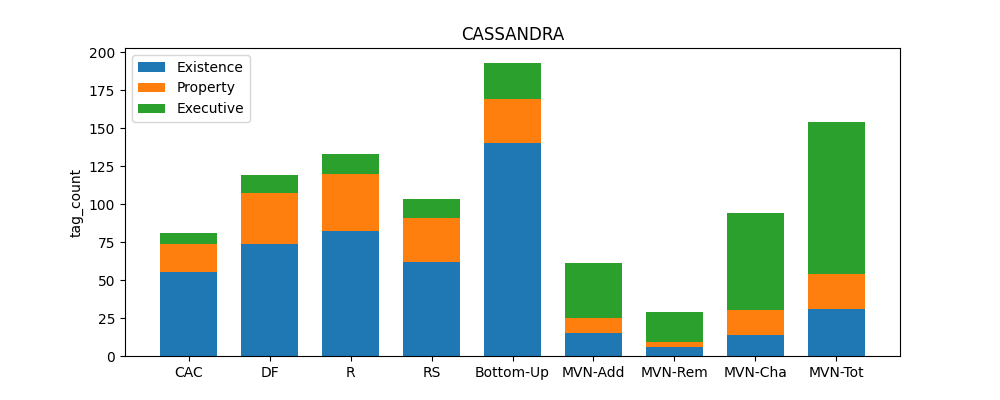 CASSANDRA
Existence
Property
Executive
tag_count
200
175
150
125
100
75
50
25
0
CAC DF R RS Bottom-Up MVN-Add MVN-Rem MVN-Cha MVN-Tot